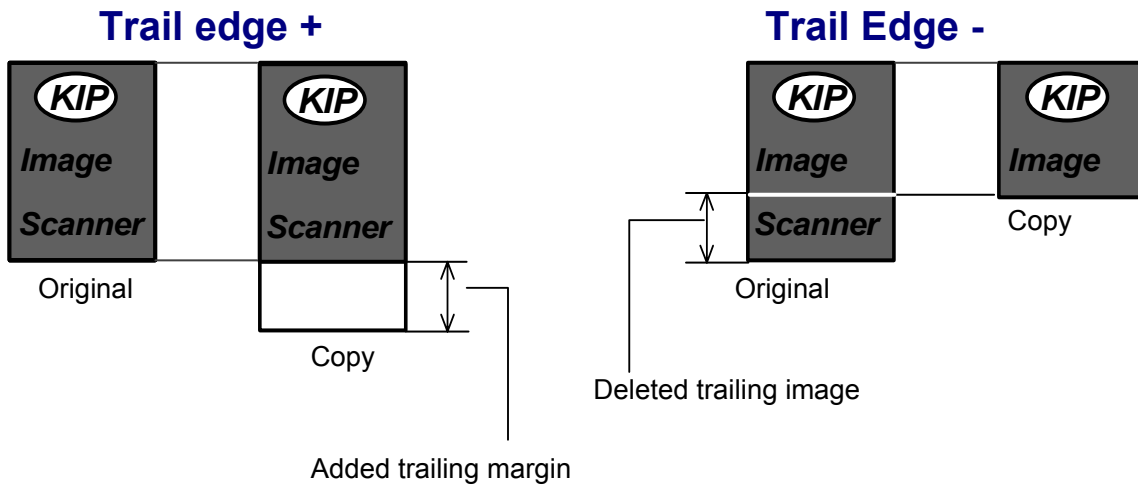 Trail edge +
KIP
Image
Scanner
Original
KIP
Image
Scanner
Copy
Added trailing margin
Trail Edge -
KIP
Image
Scanner
Original
KIP
Image
Copy
Deleted trailing image